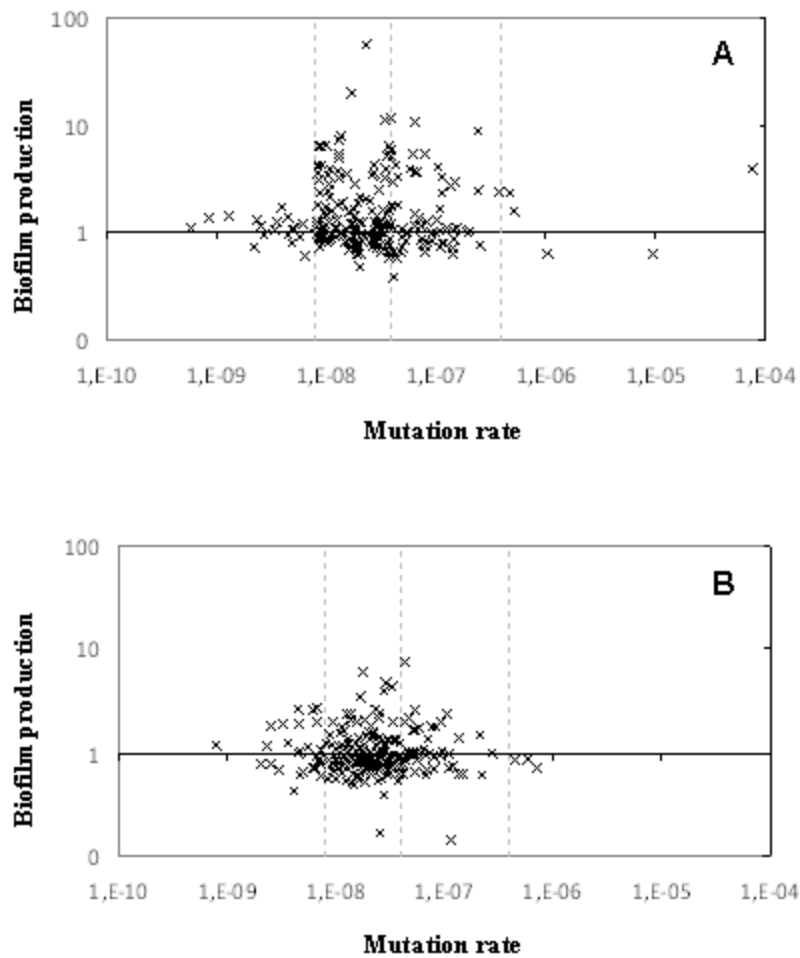 100
A
10
1
0
Biofilm production
1,E-10 1,E-09 1,E-08 1,E-07 1,E-06 1,E-05 1,E-04
Mutation rate
100
B
10
1
0
Biofilm production
1,E-10 1,E-09 1,E-08 1,E-07 1,E-06 1,E-05 1,E-04
Mutation rate